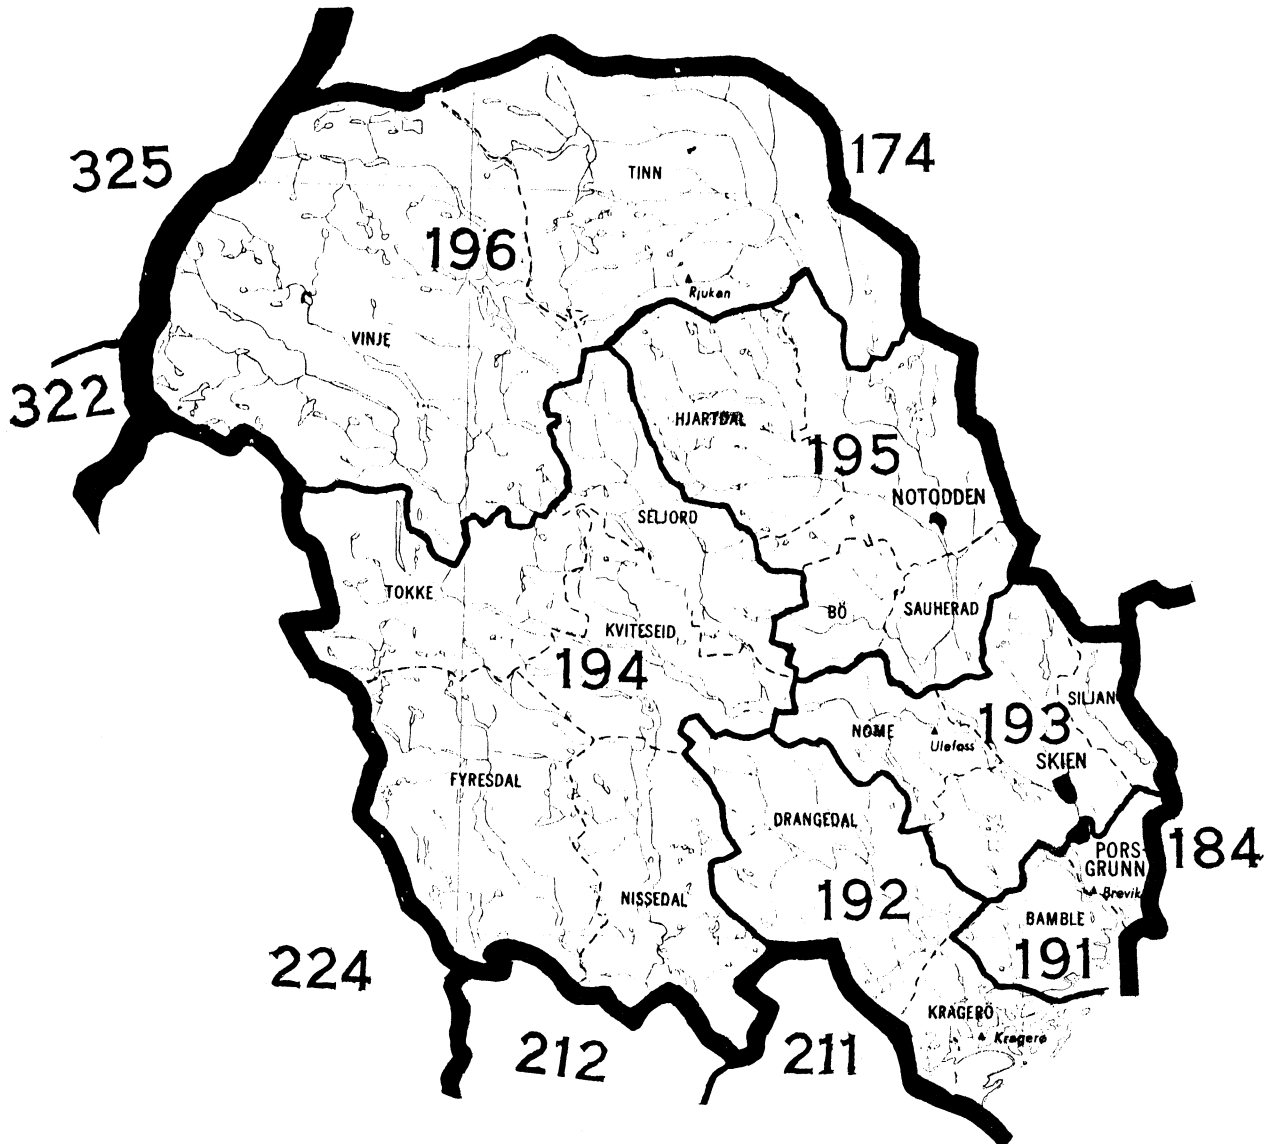 325
174
TINN
196
Rjukan
VINJE
322
HJARTDAL
195
NOTODDEN
SELJORD
TOKKE
BÖ
SAUHERAD
KVITESEID
194
SILJAN
193
NOME
Ulefoss
SKIEN
FYRESDAL
DRANGEDAL
184
PORS-
GRUNN
Brevik
192
NISSEDAL
BAMBLE
191
224
KRAGERÖ
Kragerø
212
211